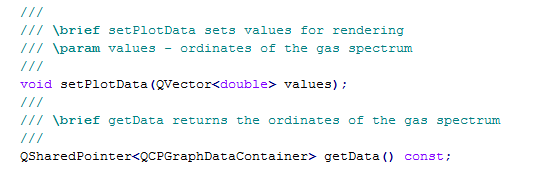 ///
/// \brief setPlotData sets values for rendering
/// \param values - ordinates of the gas spectrum
///
void setPlotData(QVector<double> values);
///
/// \brief getData returns the ordinates of the gas spectrum
///
QSharedPointer<QCPGraphDataContainer> getData() const;